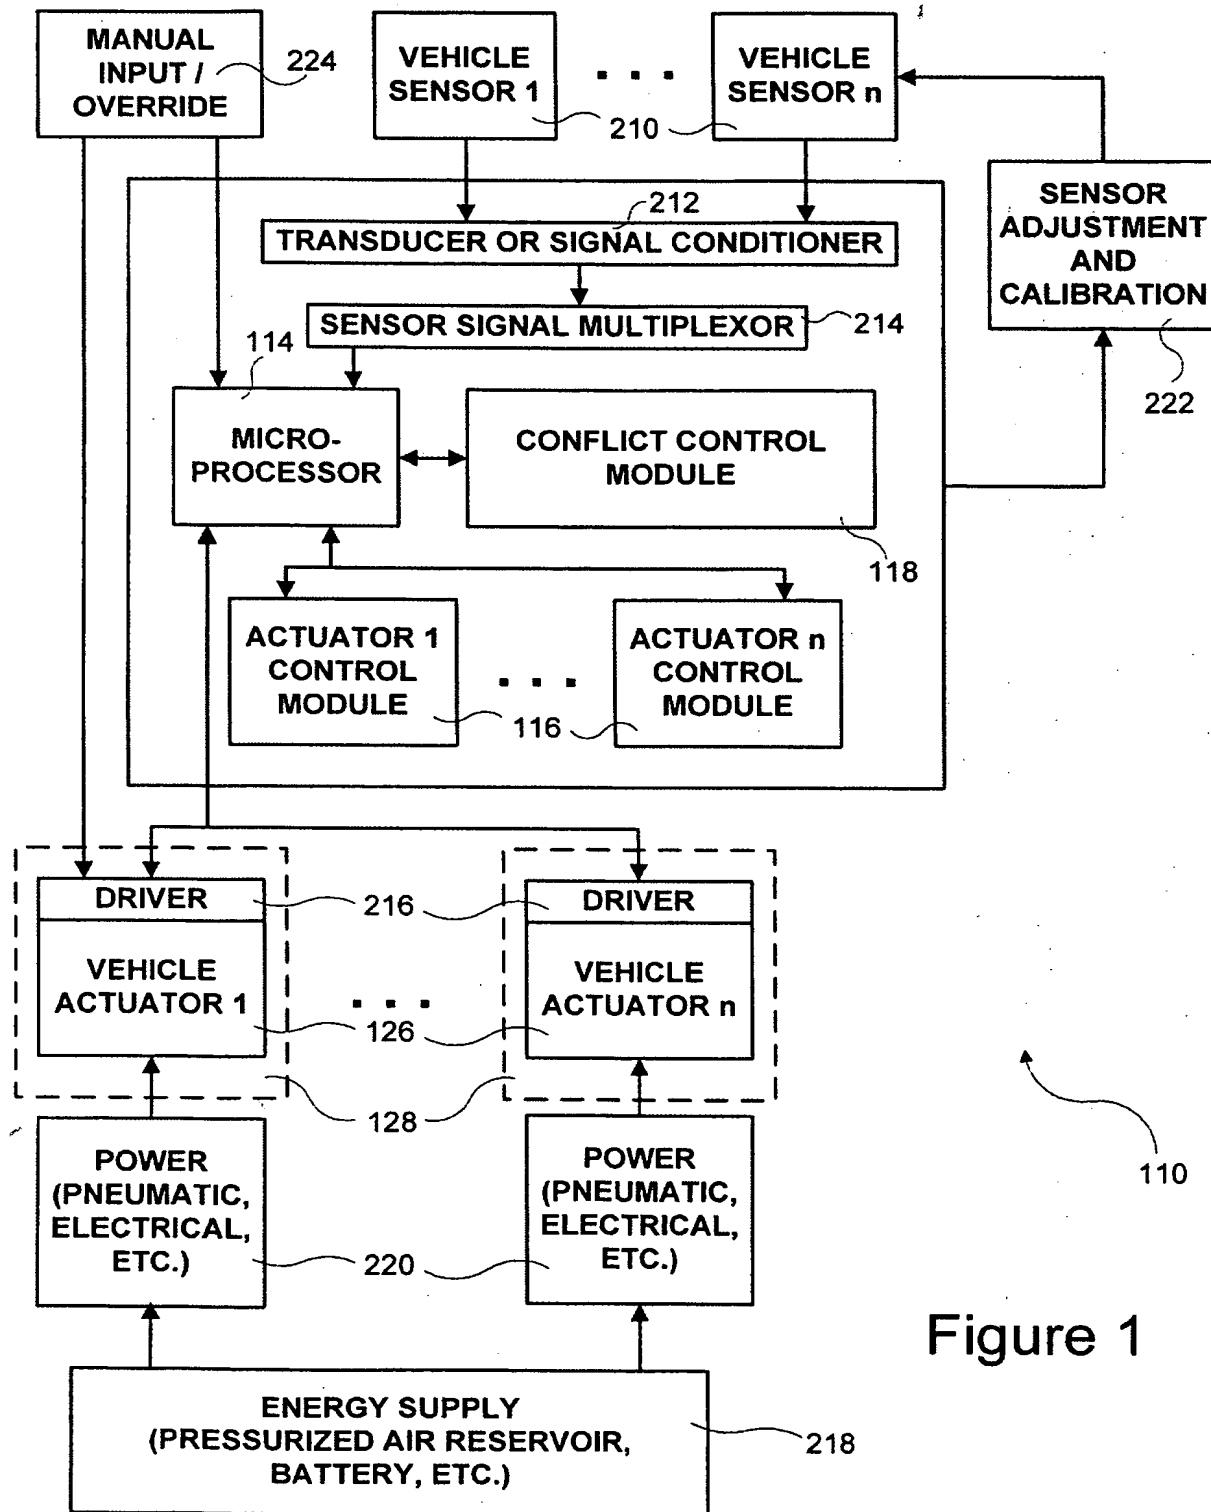 MANUAL
INPUT /
OVERRIDE
224
VEHICLE
SENSOR 1
. . .
VEHICLE
SENSOR n
210
SENSOR
ADJUSTMENT
AND
CALIBRATION
222
212
TRANSDUCER OR SIGNAL CONDITIONER
SENSOR SIGNAL MULTIPLEXOR
214
114
MICRO-
PROCESSOR
CONFLICT CONTROL
MODULE
118
ACTUATOR 1
CONTROL
MODULE
. . .
ACTUATOR n
CONTROL
MODULE
116
DRIVER
216
DRIVER
VEHICLE
ACTUATOR 1
. . .
VEHICLE
ACTUATOR n
126
128
POWER
(PNEUMATIC,
ELECTRICAL,
ETC.)
220
POWER
(PNEUMATIC,
ELECTRICAL,
ETC.)
110
Figure 1
ENERGY SUPPLY
(PRESSURIZED AIR RESERVOIR,
BATTERY, ETC.)
218